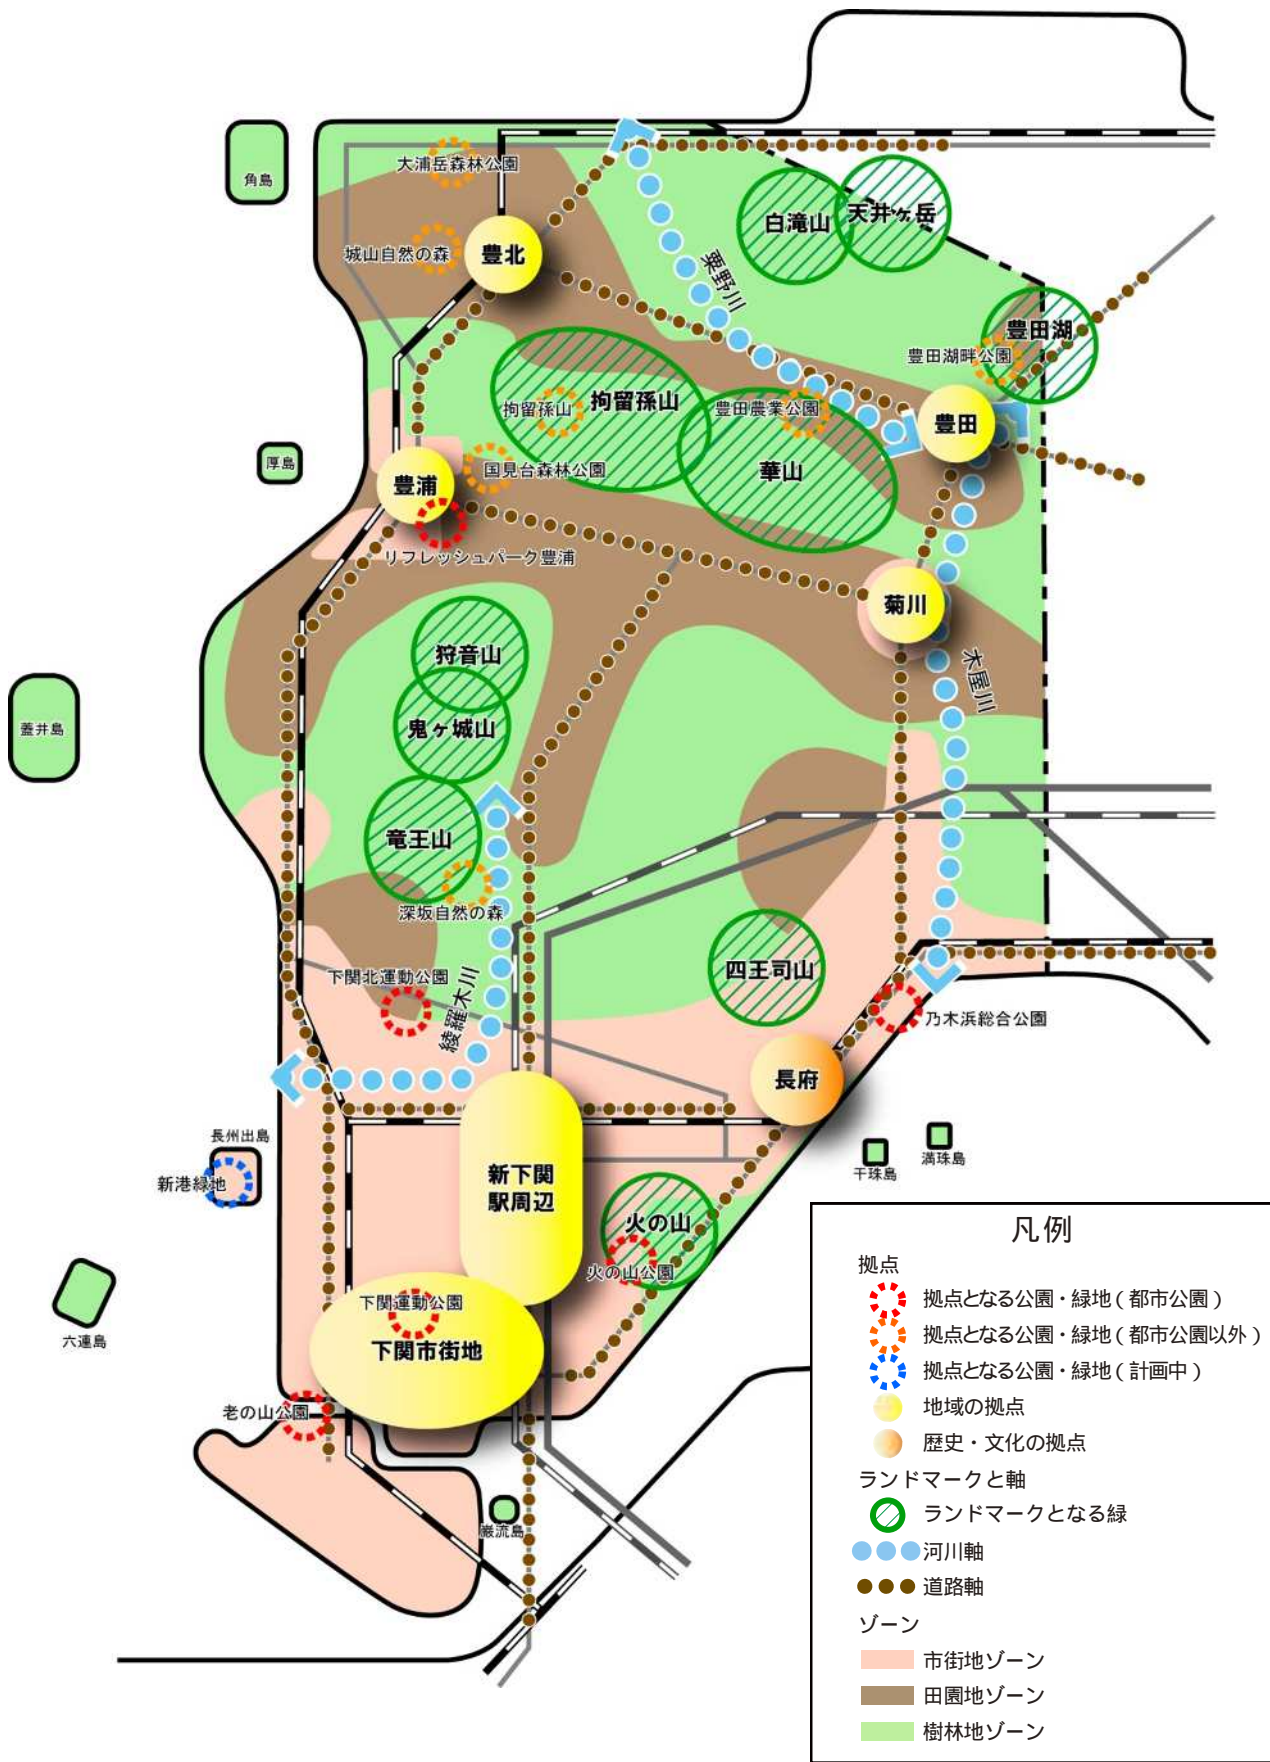 大浦岳森林公園
角島
白滝山
天井ヶ岳
城山自然の森
豊北
粟野川
豊田湖
豊田湖畔公園
拘留孫山
拘留孫山
豊田農業公園
豊田
厚島
国見台森林公園
豊浦
華山
リフレッシュパーク豊浦
菊川
狩音山
木屋川
鬼ヶ城山
蓋井島
竜王山
深坂自然の森
下関北運動公園
四王司山
綾羅木川
乃木浜総合公園
長府
長州出島
新港緑地
干珠島
満珠島
新下関
駅周辺
火の山
火の山公園
下関運動公園
六連島
下関市街地
老の山公園
巌流島
凡例
拠点
拠点となる公園・緑地(都市公園)
拠点となる公園・緑地(都市公園以外)
拠点となる公園・緑地(計画中)
地域の拠点
歴史・文化の拠点
ランドマークと軸
ランドマークとなる緑
河川軸
道路軸
ゾーン
市街地ゾーン
田園地ゾーン
樹林地ゾーン